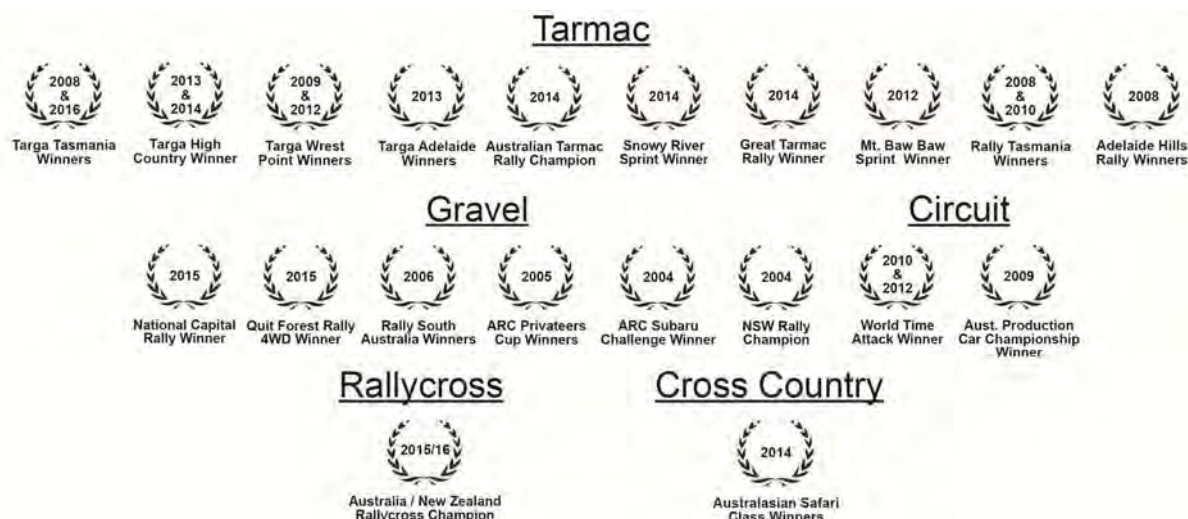 Tarmac
2008
&
2016
Targa Tasmania
Winners
2013
&
2014
Targa High
Country Winner
2009
&
2012
Targa Wrest
Point Winners
2013
Targa Adelaide
Winners
2014
Australian Tarmac
Rally Champion
2014
Snowy River
Sprint Winner
2014
Great Tarmac
Rally Winner
2012
Mt. Baw Baw
Sprint Winner
2008
&
2010
Rally Tasmania
Winners
2008
Adelaide Hills
Rally Winners
Gravel
2015
National Capital
Rally Winner
2015
Quit Forest Rally
4WD Winner
2006
Rally South
Australia Winners
2005
ARC Privateers
Cup Winners
2004
ARC Subaru
Challenge Winner
2004
NSW Rally
Champion
Circuit
2010
&
2012
World Time
Attack Winner
2009
Aust. Production
Car Championship
Winner
Rallycross
2015/16
Australia / New Zealand
Rallycross Champion
Cross Country
2014
Australasian Safari
Class Winners